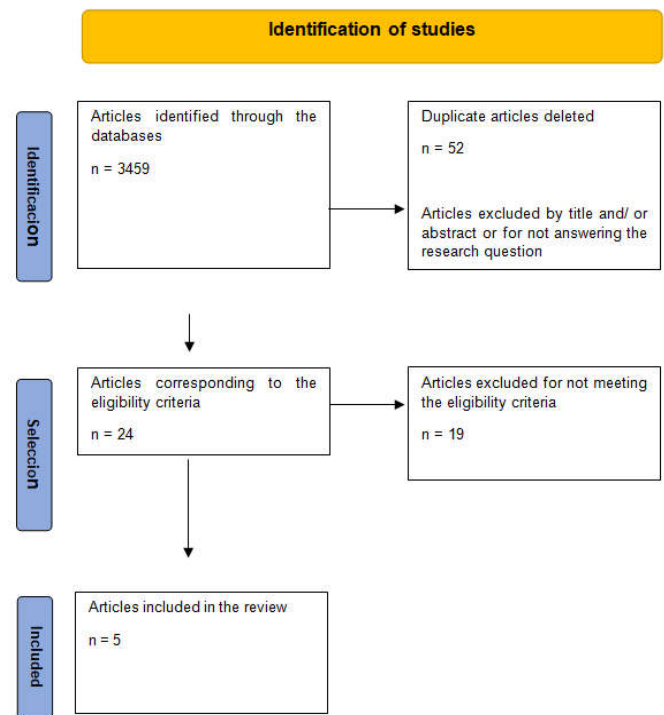 Identification of studies
Identificacion
Articles identified through the
databases
n = 3459
Duplicate articles deleted
n = 52
Articles excluded by title and/ or
abstract or for not answering the
research question
Seleccion
Articles corresponding to the
eligibility criteria
n = 24
Articles excluded for not meeting
the eligibility criteria
n = 19
Included
Articles included in the review
n = 5